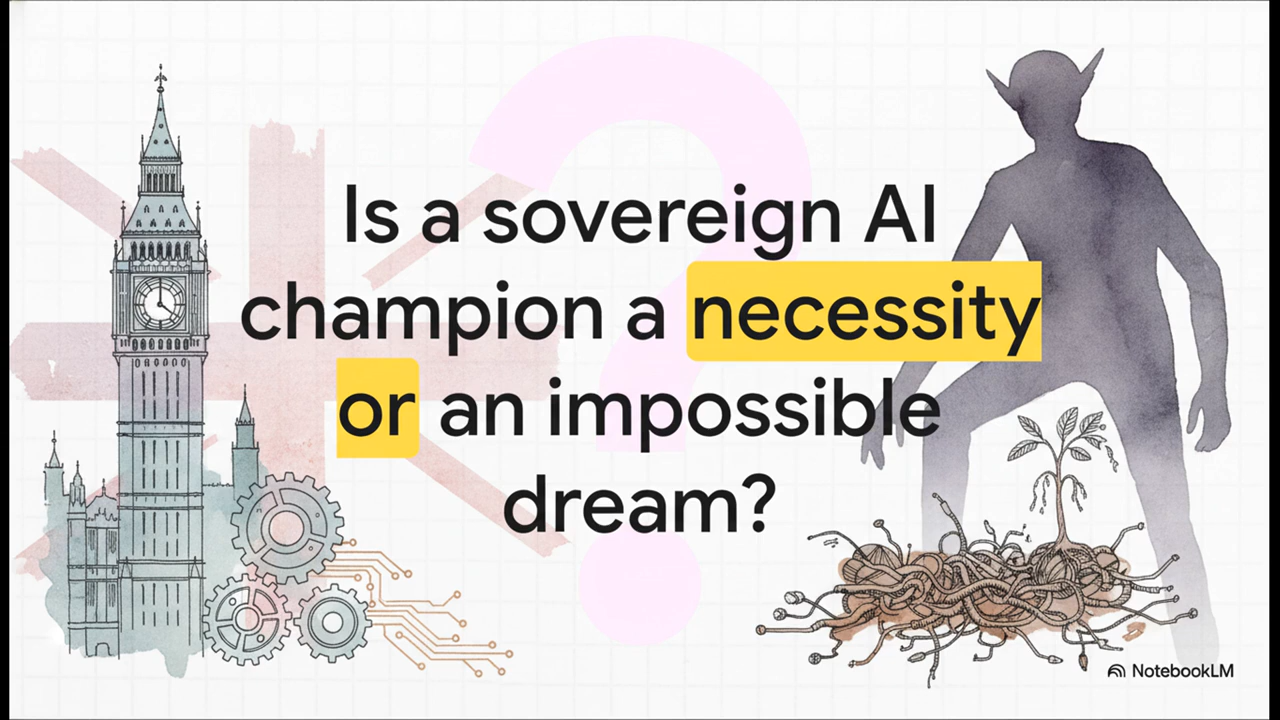 Is a sovereign AI
champion a necessity
or an impossible
dream?
NotebookLM